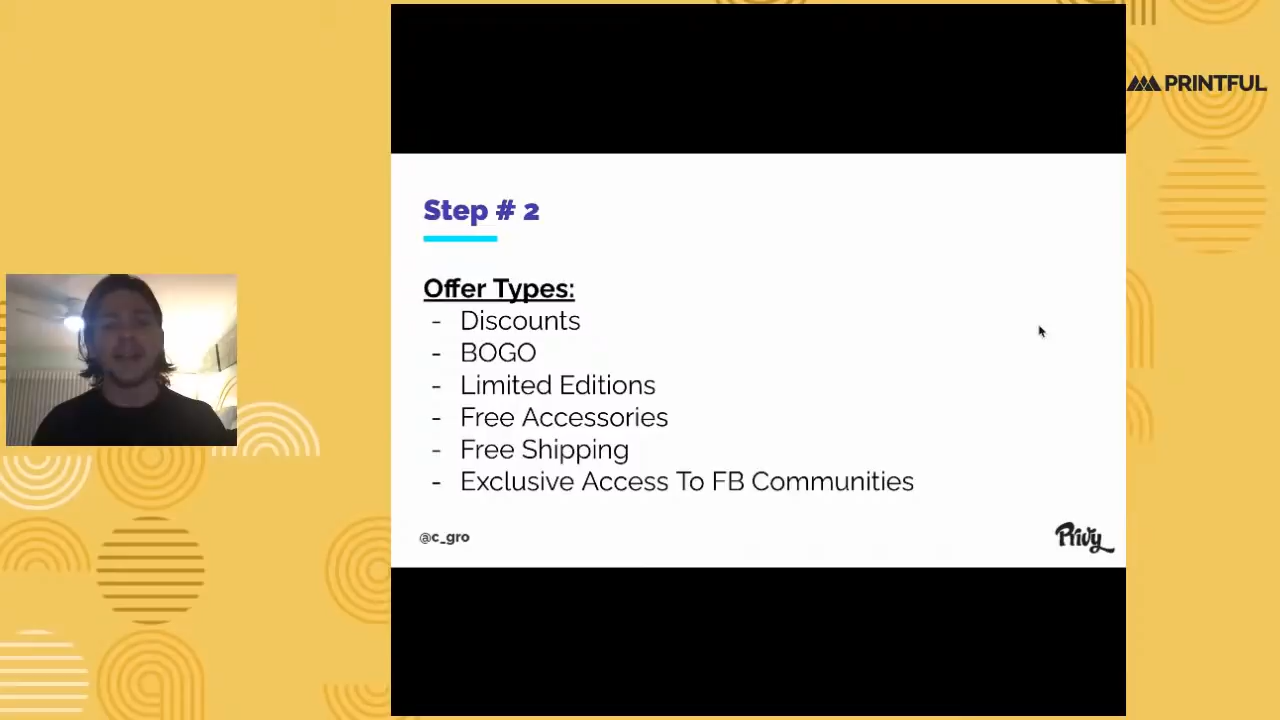 PRINTFUL
Step # 2
Offer Types:
- Discounts
- BOGO
- Limited Editions
- Free Accessories
- Free Shipping
- Exclusive Access To FB Communities
@c_gro
Privy